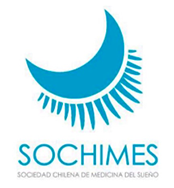 SOCHIMES
SOCIEDAD CHILENA DE MEDICINA DEL SUEÑO